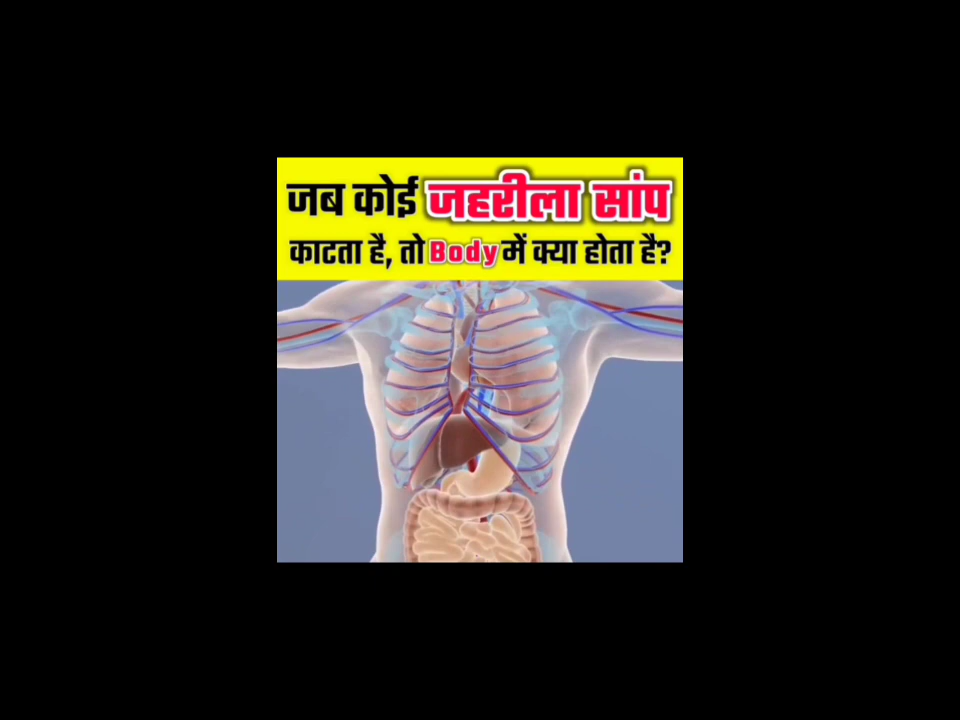 जब कोई जहरीला सांप
काटता है, तो Body में क्या होता है?